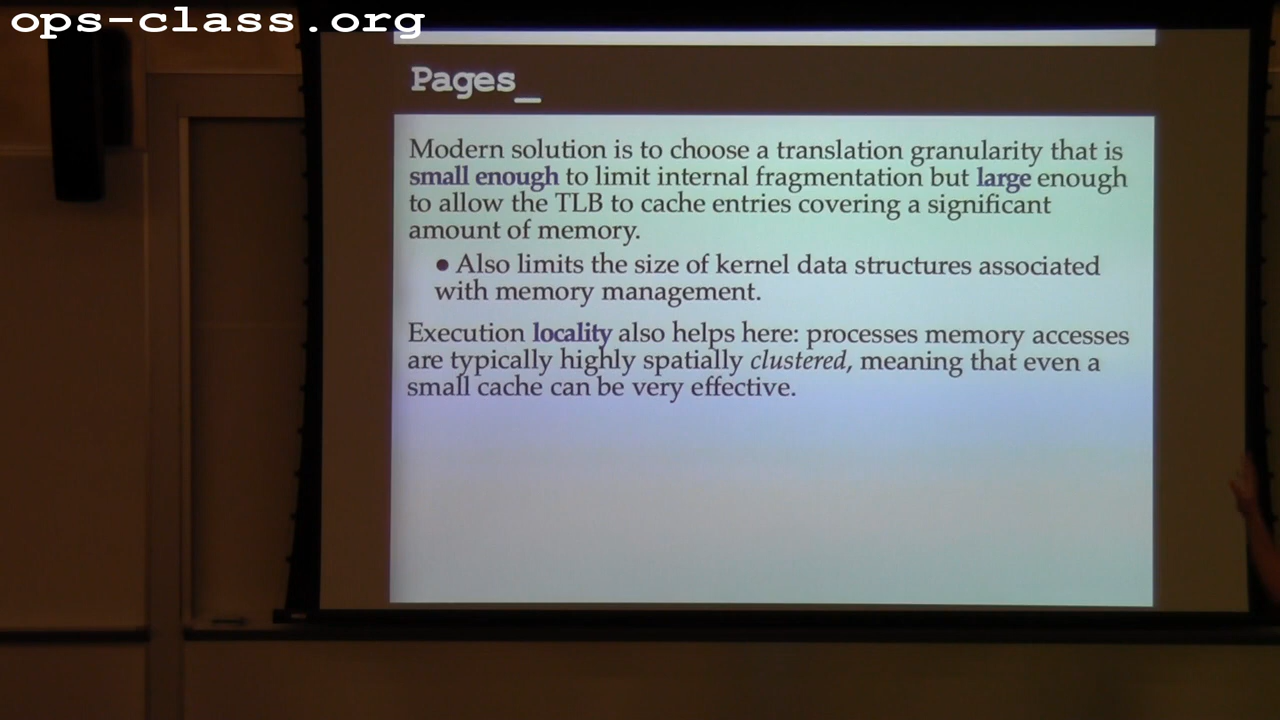 ops-class.org
Pages_
Modern solution is to choose a translation granularity that is
small enough to limit internal fragmentation but large enough
to allow the TLB to cache entries covering a significant
amount of memory.
● Also limits the size of kernel data structures associated
with memory management.
Execution locality also helps here: processes memory accesses
are typically highly spatially clustered, meaning that even a
small cache can be very effective.